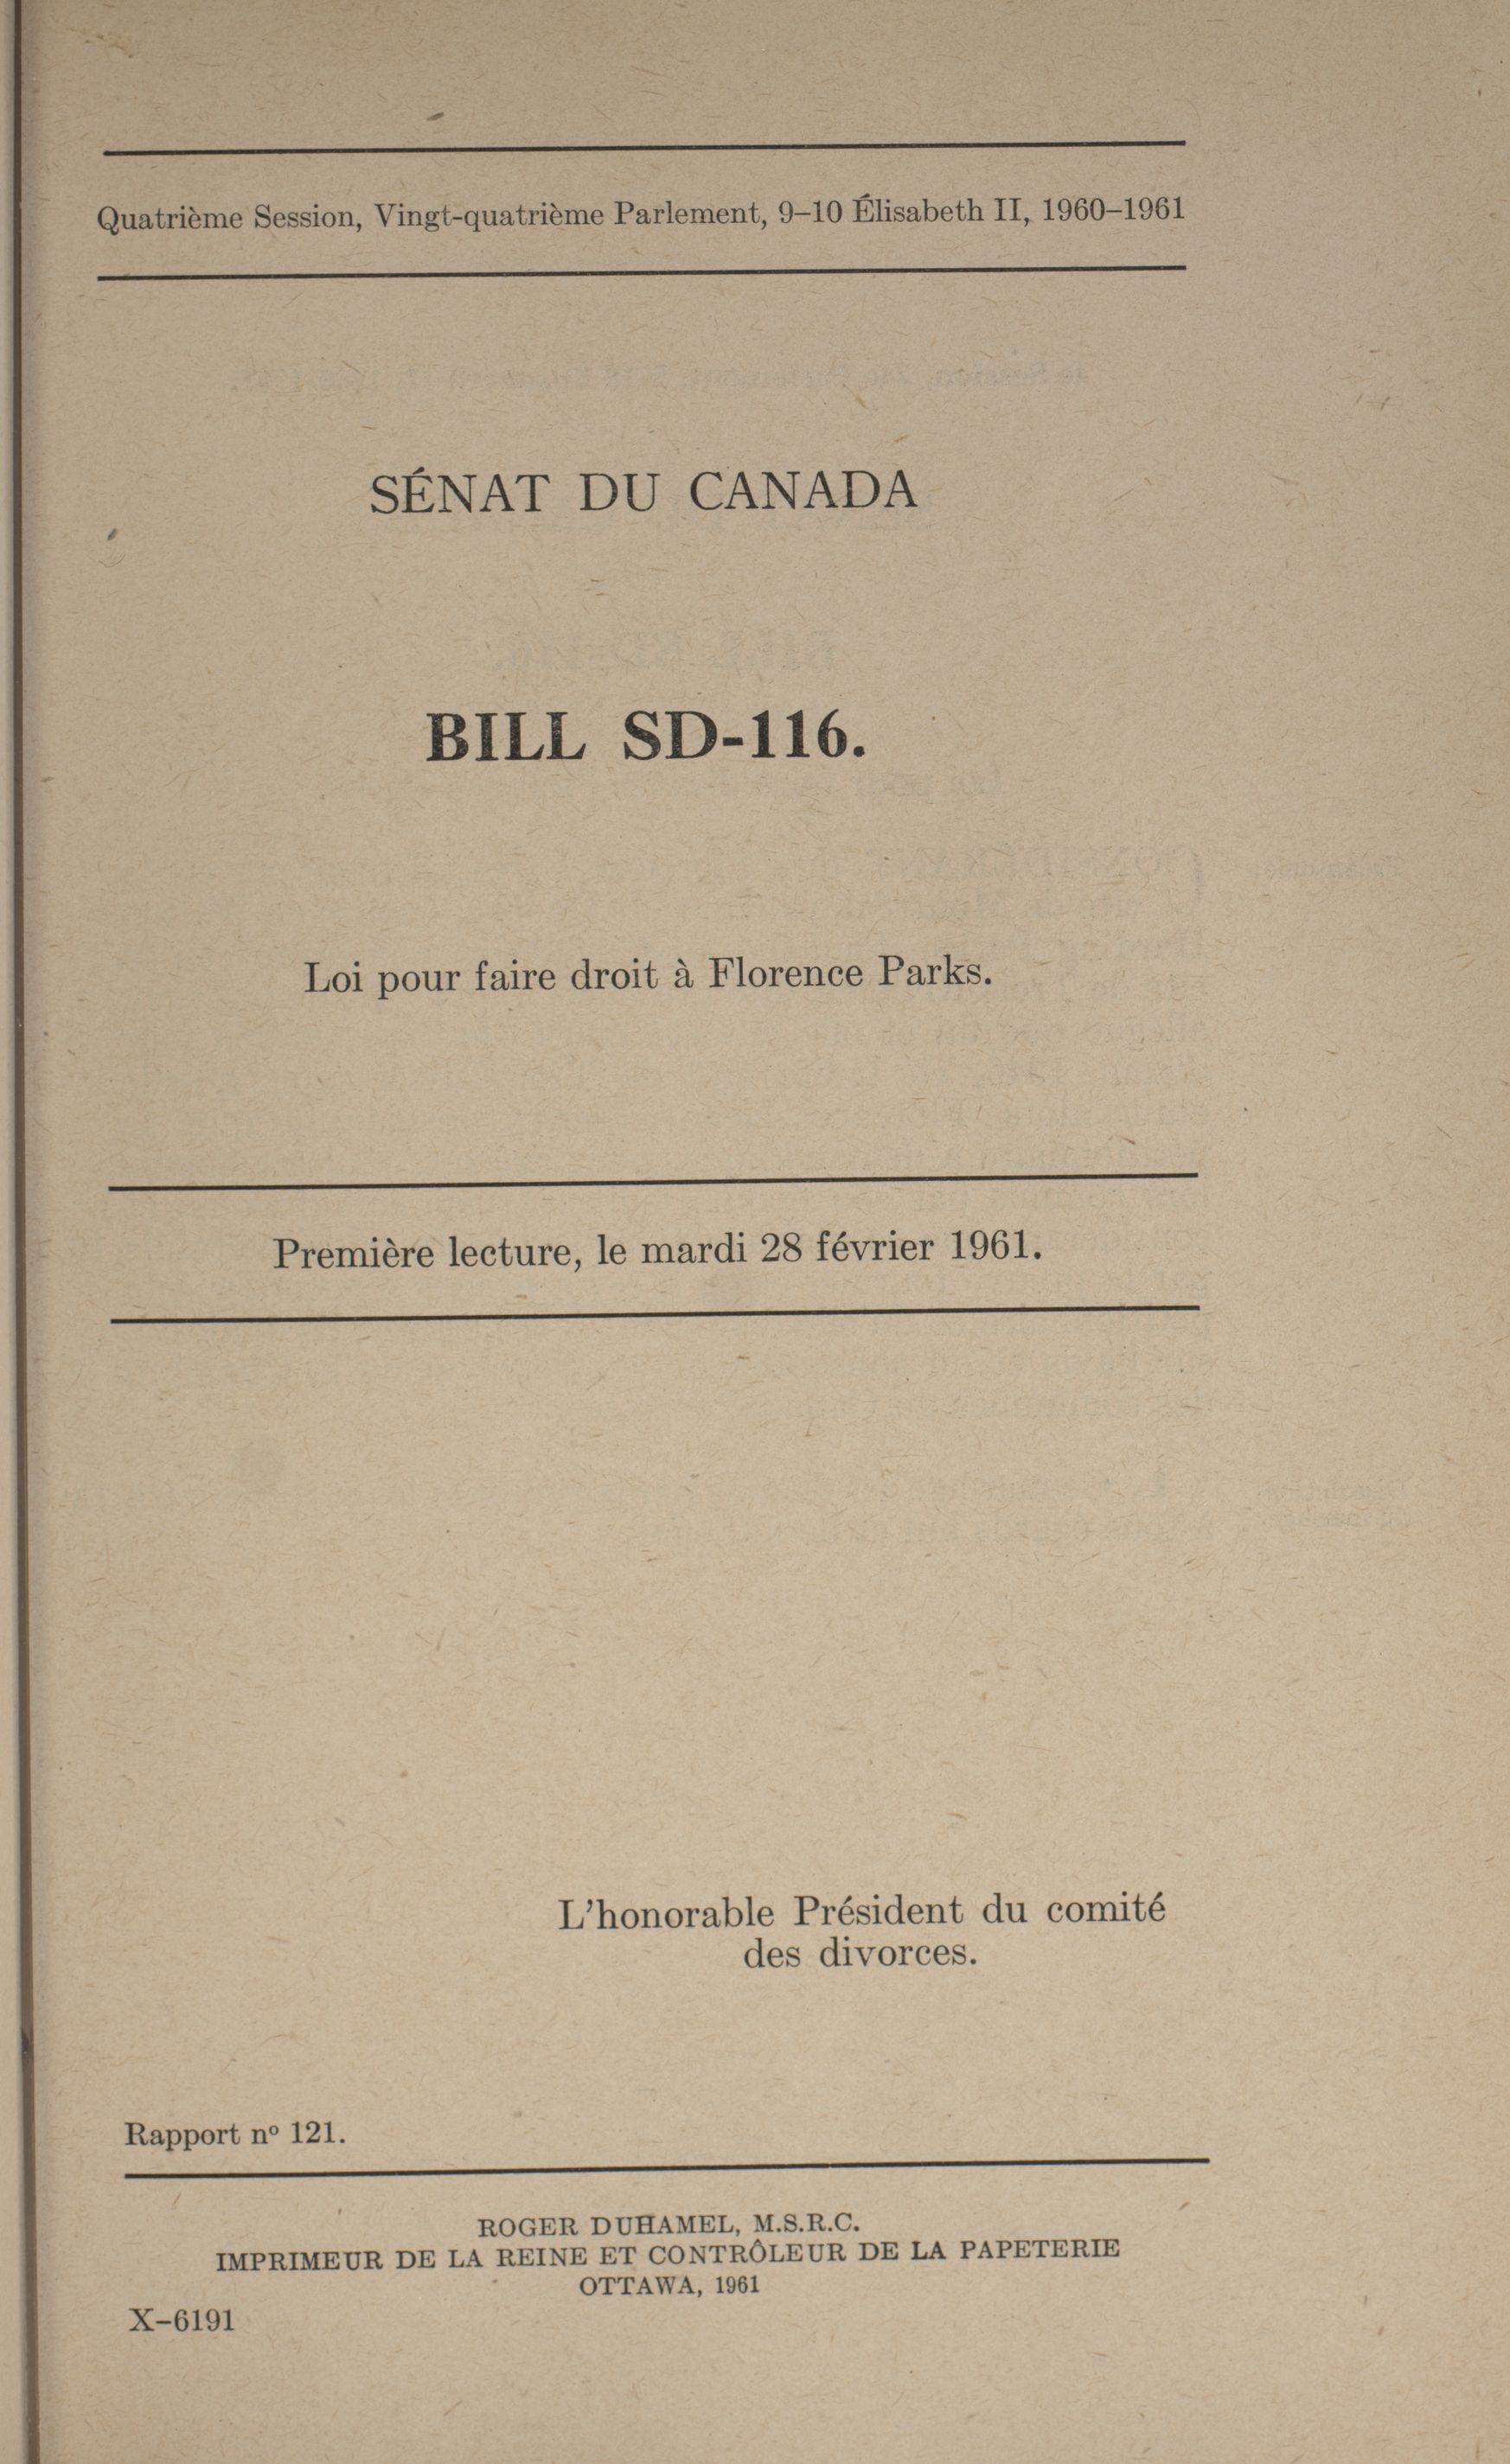 Quatrième Session, Vingt-quatrième Parlement, 9–10 Élisabeth II, 1960–1961
SÉNAT DU CANADA
BILL SD-116.
Loi pour faire droit à Florence Parks.
Première lecture, le mardi 28 février 1961.
L'honorable Président du comité
des divorces.
Rapport nº 121.
ROGER DUHAMEL, M.S.R.C.
IMPRIMEUR DE LA REINE ET CONTRÔLEUR DE LA PAPETERIE
OTTAWA, 1961
X–6191